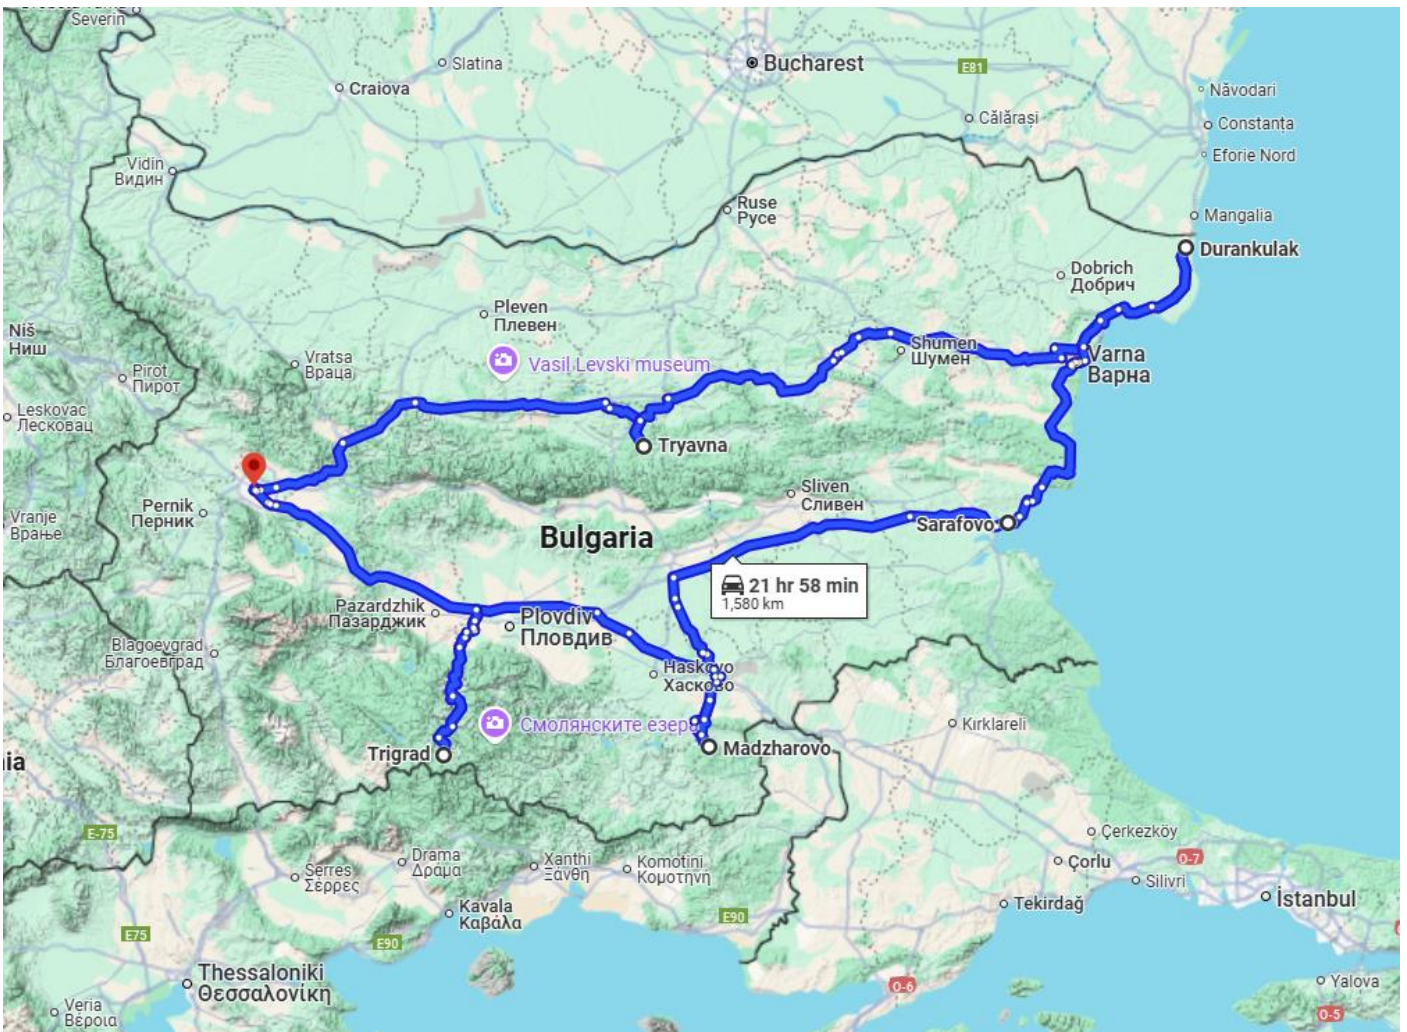 Severin
Slatina
Bucharest
E81
Craiova
Năvodari
Călărași
Constanța
Eforie Nord
Vidin
Видин
Ruse
Русе
Mangalia
Durankulak
Dobrich
Добрич
Pleven
Плевен
Niš
Ниш
Vratsa
Враца
Vasil Levski museum
Shumen
Шумен
Varna
Варна
Pirot
Пирот
Leskovac
Лесковац
Tryavna
Sliven
Сливен
Pernik
Перник
Vranje
Врање
Bulgaria
Sarafovo
21 hr 58 min
1,580 km
Pazardzhik
Пазарджик
Plovdiv
Пловдив
Blagoevgrad
Благоевград
Haskovo
Хасково
Смолянските езера
Kırklareli
Trigrad
Madzharovo
ia
E-75
Çerkezköy
Drama
Δράμα
Xanthi
Ξάνθη
Komotini
Κομοτηνή
Çorlu
O-7
Serres
Σέρρες
Silivri
Kavala
Καβάλα
Tekirdağ
İstanbul
E75
E90
E90
Thessaloniki
Θεσσαλονίκη
O-6
Yalova
Veria
Βέροια
O-5